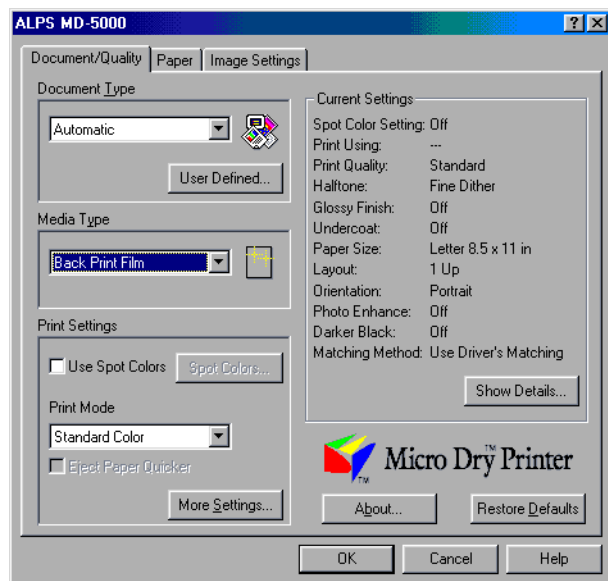 ALPS MD-5000
Document/Quality
Paper
Image Settings
Document Type
Automatic
User Defined...
Media Type
Back Print Film
Print Settings
Use Spot Colors
Spot Colors...
Print Mode
Standard Color
Eject Paper Quicker
More Settings...
Current Settings
Spot Color Setting: Off
Print Using: ---
Print Quality: Standard
Halftone: Fine Dither
Glossy Finish: Off
Undercoat: Off
Paper Size: Letter 8.5 x 11 in
Layout: 1 Up
Orientation: Portrait
Photo Enhance: Off
Darker Black: Off
Matching Method: Use Driver's Matching
Show Details...
TM
Micro Dry™ Printer
About...
Restore Defaults
OK
Cancel
Help